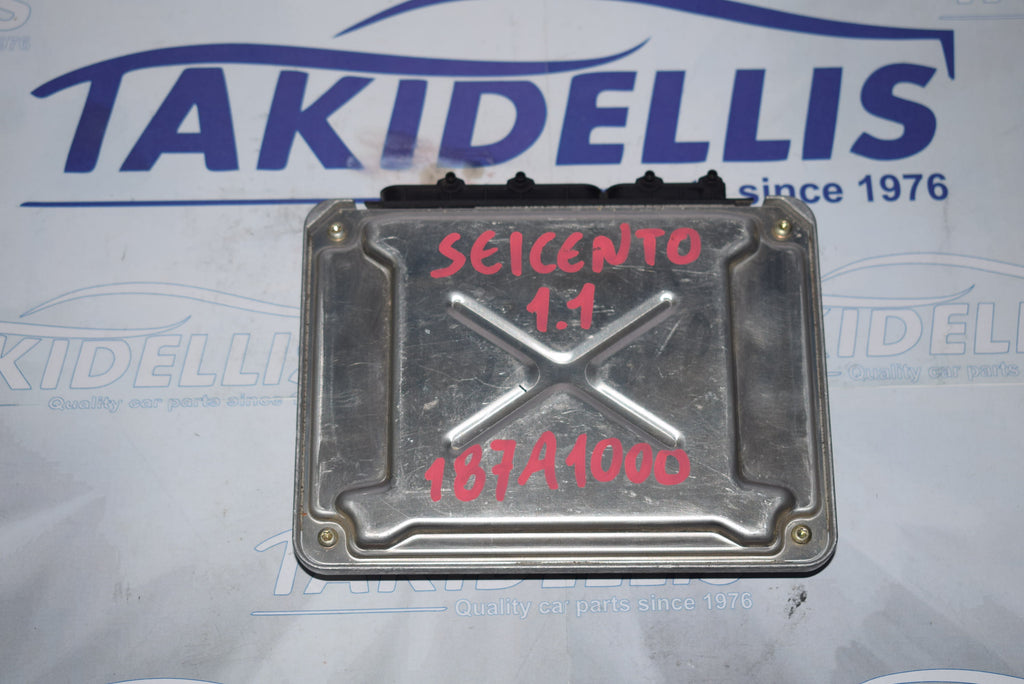 TAKIDELLIS
since 1976
SEICENTO
1.1
187A1000
KIDELLIS
Quality car parts since
KIDELLIS
Quality car parts
TAKIDELLIS
Quality car parts since 1976